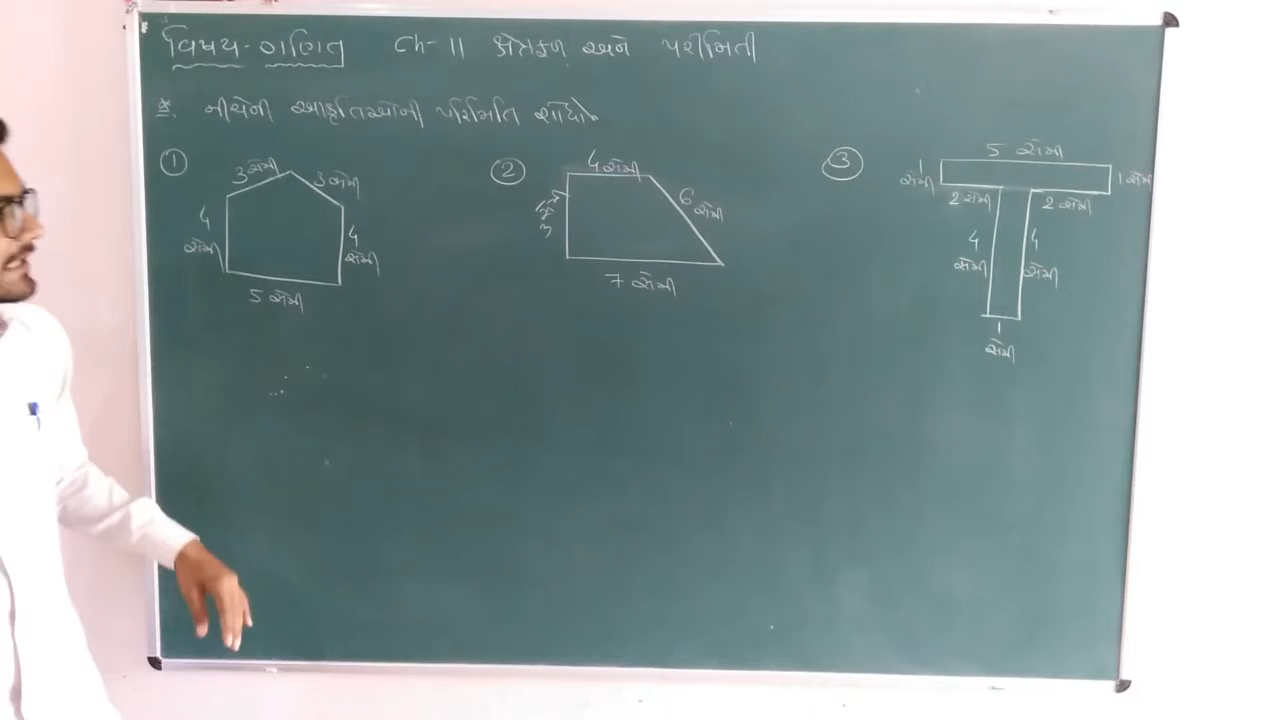 વિષય - ગણિત Ch- 11 ક્ષેત્રફળ અને પરીમિતી
* નીચેની આકૃતિઓની પરિમિતિ શોધો
1
3 સેમી 3 સેમી
4 સેમી 4 સેમી
5 સેમી
2
4 સેમી
6 સેમી
7 સેમી
3
5 સેમી
1 સેમી 1 સેમી
2 સેમી 2 સેમી
4 સેમી 4 સેમી
1 સેમી